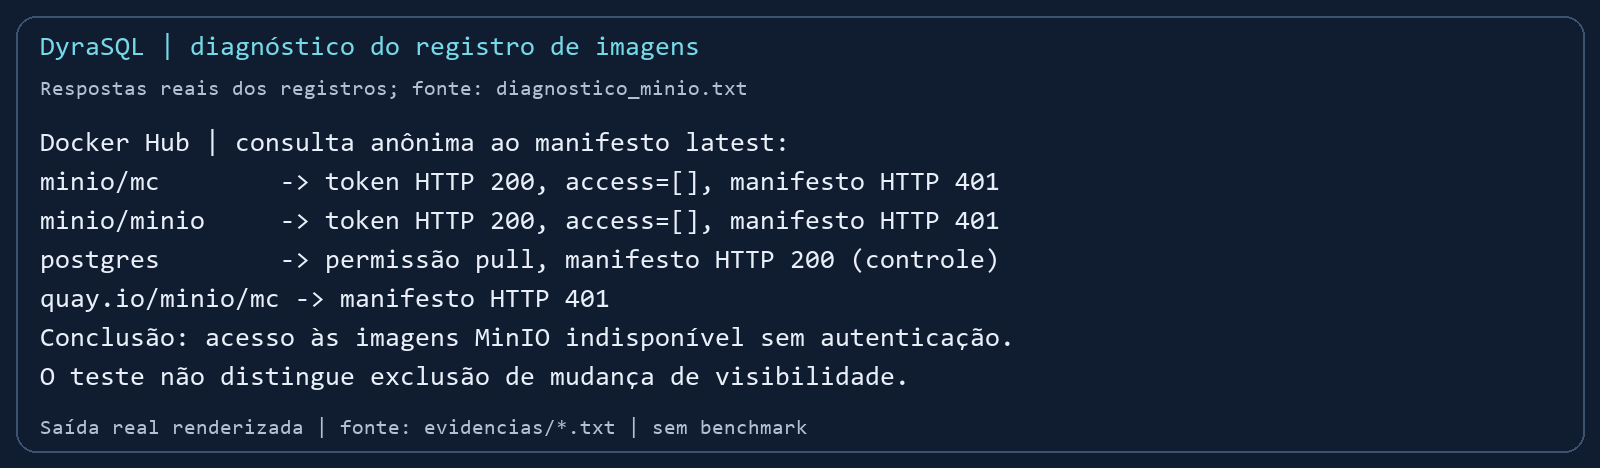 DyraSQL | diagnóstico do registro de imagens
Respostas reais dos registros; fonte: diagnostico_minio.txt
Docker Hub | consulta anônima ao manifesto latest:
minio/mc        -> token HTTP 200, access=[], manifesto HTTP 401
minio/minio     -> token HTTP 200, access=[], manifesto HTTP 401
postgres        -> permissão pull, manifesto HTTP 200 (controle)
quay.io/minio/mc -> manifesto HTTP 401
Conclusão: acesso às imagens MinIO indisponível sem autenticação.
O teste não distingue exclusão de mudança de visibilidade.
Saída real renderizada | fonte: evidencias/*.txt | sem benchmark